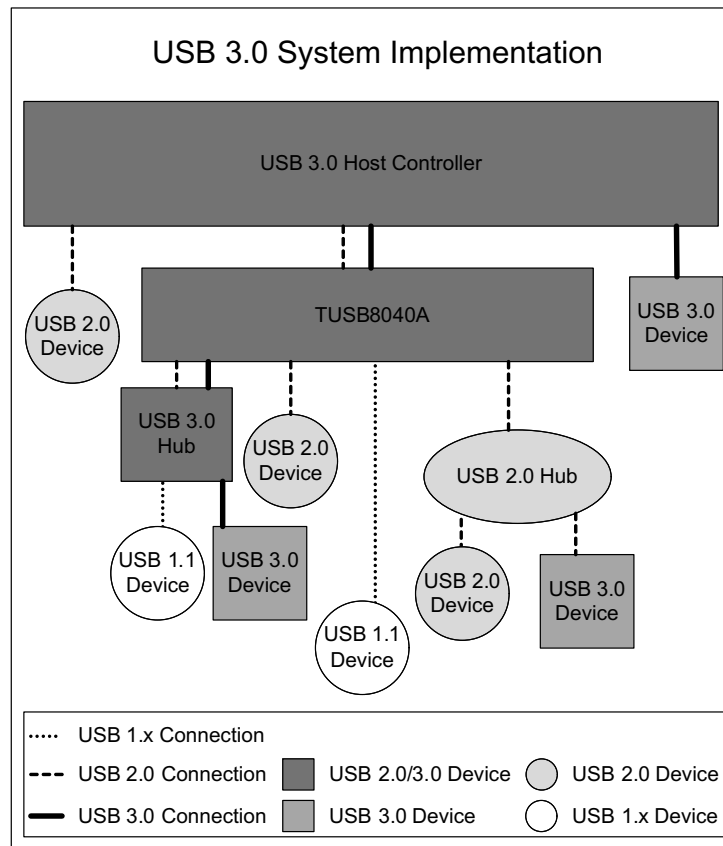 USB 3.0 System Implementation
USB 3.0 Host Controller
USB 2.0
Device
TUSB8040A
USB 3.0
Device
USB 3.0
Hub
USB 2.0
Device
USB 2.0 Hub
USB 1.1
Device
USB 3.0
Device
USB 1.1
Device
USB 2.0
Device
USB 3.0
Device
USB 1.x Connection
USB 2.0 Connection
USB 2.0/3.0 Device
USB 2.0 Device
USB 3.0 Connection
USB 3.0 Device
USB 1.x Device